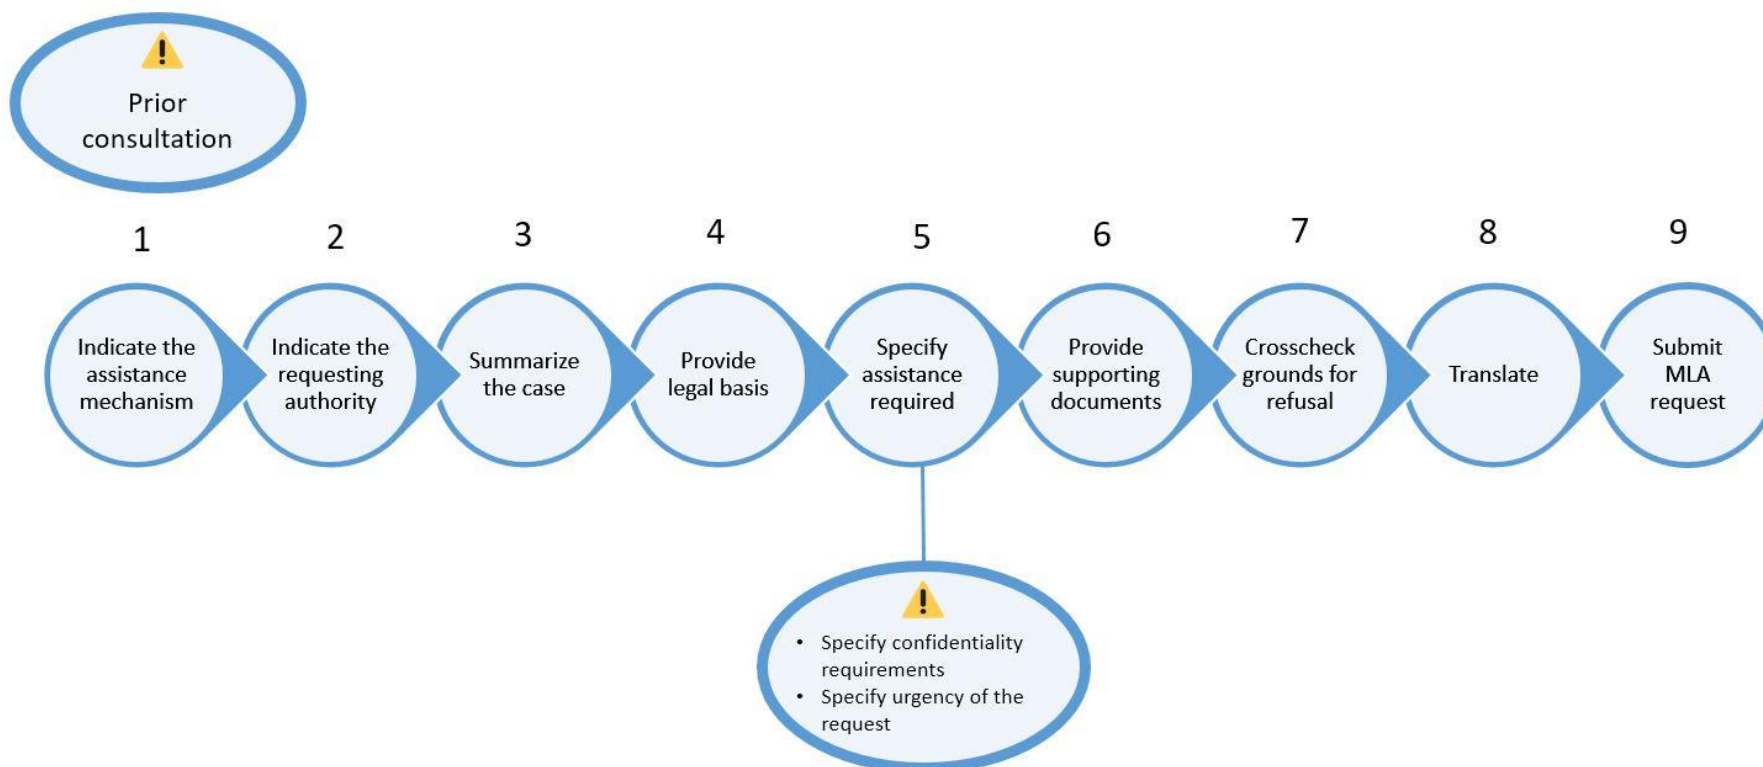 Prior
consultation
1
2
3
4
5
6
7
8
9
Indicate the
assistance
mechanism
Indicate the
requesting
authority
Summarize
the case
Provide
legal basis
Specify
assistance
required
Provide
supporting
documents
Crosscheck
grounds for
refusal
Translate
Submit
MLA
request
• Specify confidentiality
requirements
• Specify urgency of the
request